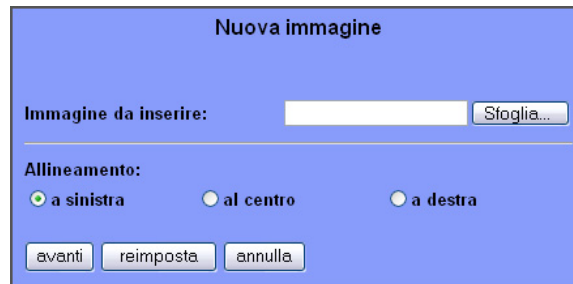 Nuova immagine
Immagine da inserire: Sfoglia...
Allineamento:
a sinistra al centro a destra
avanti reimposta annulla